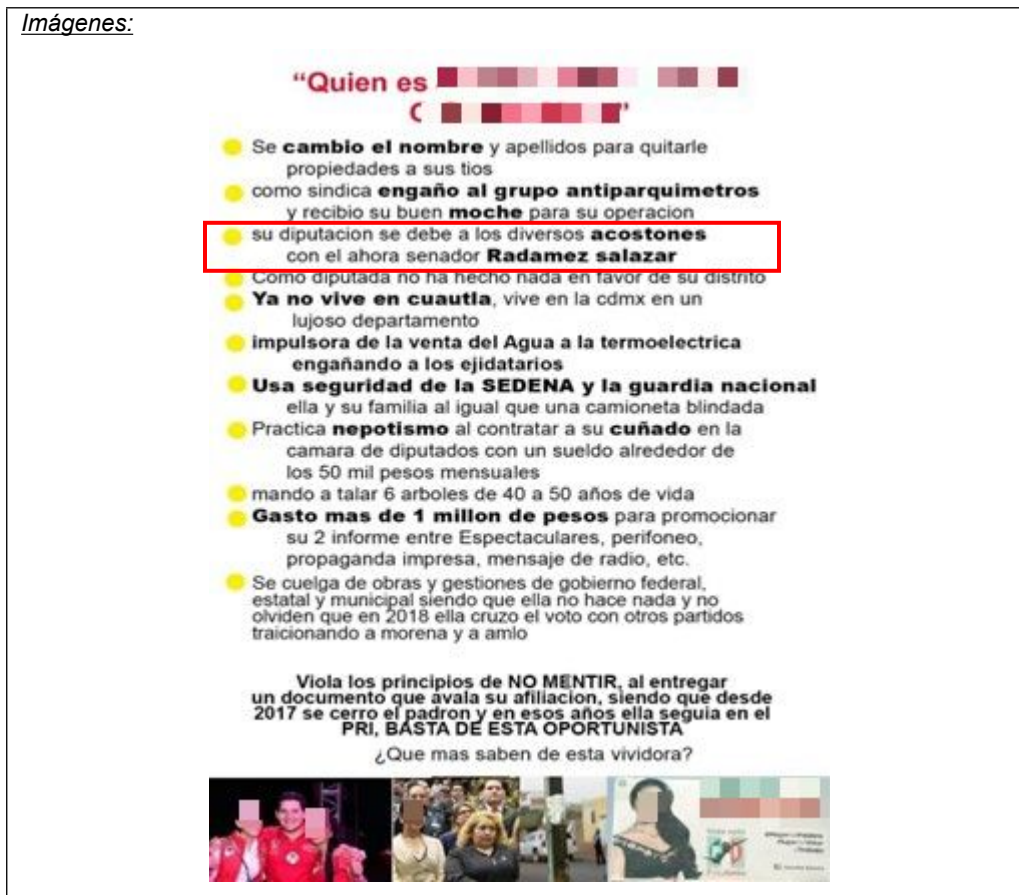 Imágenes:
“Quien es
Se cambio el nombre y apellidos para quitarle
propiedades a sus tios
como sindica engaño al grupo antiparquimetros
y recibio su buen moche para su operacion
su diputacion se debe a los diversos acostones
con el ahora senador Radamez salazar
Como diputada no ha hecho nada en favor de su distrito
Ya no vive en cuautla, vive en la cdmx en un
lujoso departamento
impulsora de la venta del Agua a la termoelectrica
engañando a los ejidatarios
Usa seguridad de la SEDENA y la guardia nacional
ella y su familia al igual que una camioneta blindada
Practica nepotismo al contratar a su cuñado en la
camara de diputados con un sueldo alrededor de
los 50 mil pesos mensuales
mando a talar 6 arboles de 40 a 50 años de vida
Gasto mas de 1 millon de pesos para promocionar
su 2 informe entre Espectaculares, perifoneo,
propaganda impresa, mensaje de radio, etc.
Se cuelga de obras y gestiones de gobierno federal,
estatal y municipal siendo que ella no hace nada y no
olviden que en 2018 ella cruzo el voto con otros partidos
traicionando a morena y a amlo
Viola los principios de NO MENTIR, al entregar
un documento que avala su afiliacion, siendo que desde
2017 se cerro el padron y en esos años ella seguia en el
PRI, BASTA DE ESTA OPORTUNISTA
¿Que mas saben de esta vividora?